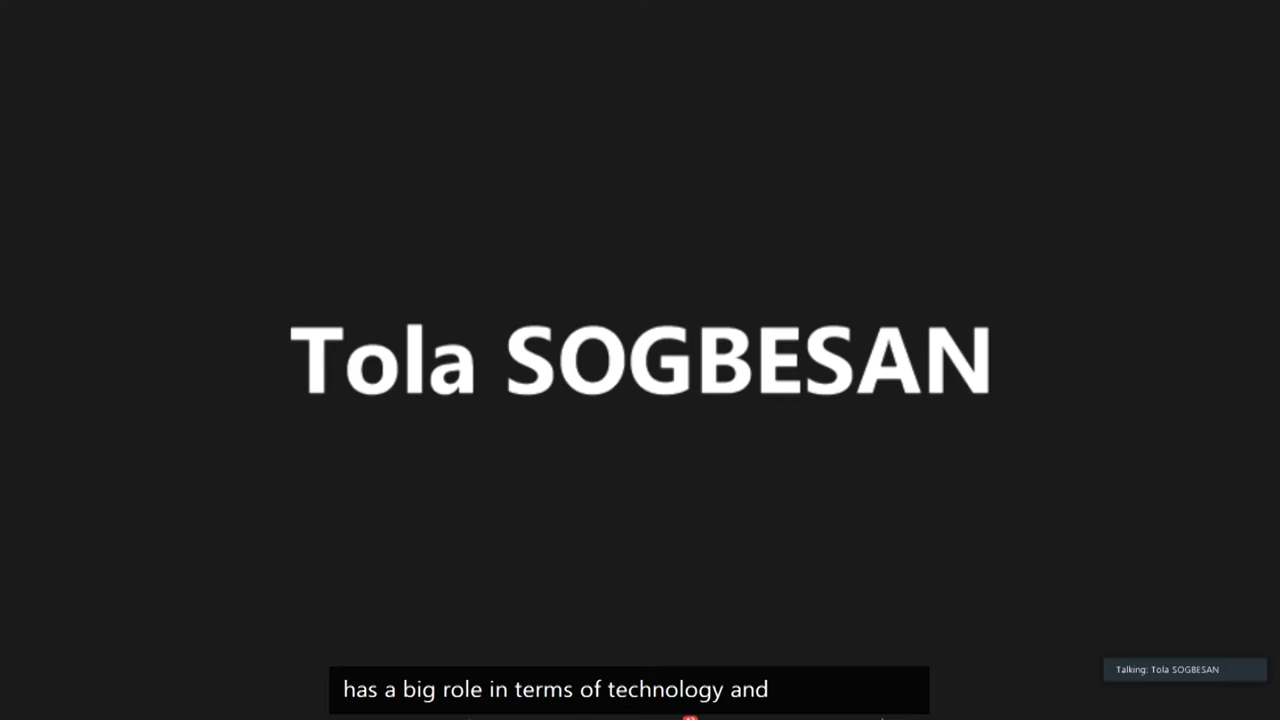 Tola SOGBESAN
Talking: Tola SOGBESAN
has a big role in terms of technology and